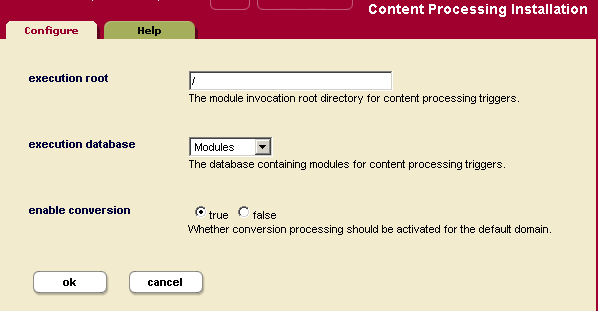 Content Processing Installation
Configure Help
execution root /
The module invocation root directory for content processing triggers.
execution database Modules
The database containing modules for content processing triggers.
enable conversion true false
Whether conversion processing should be activated for the default domain.
ok cancel